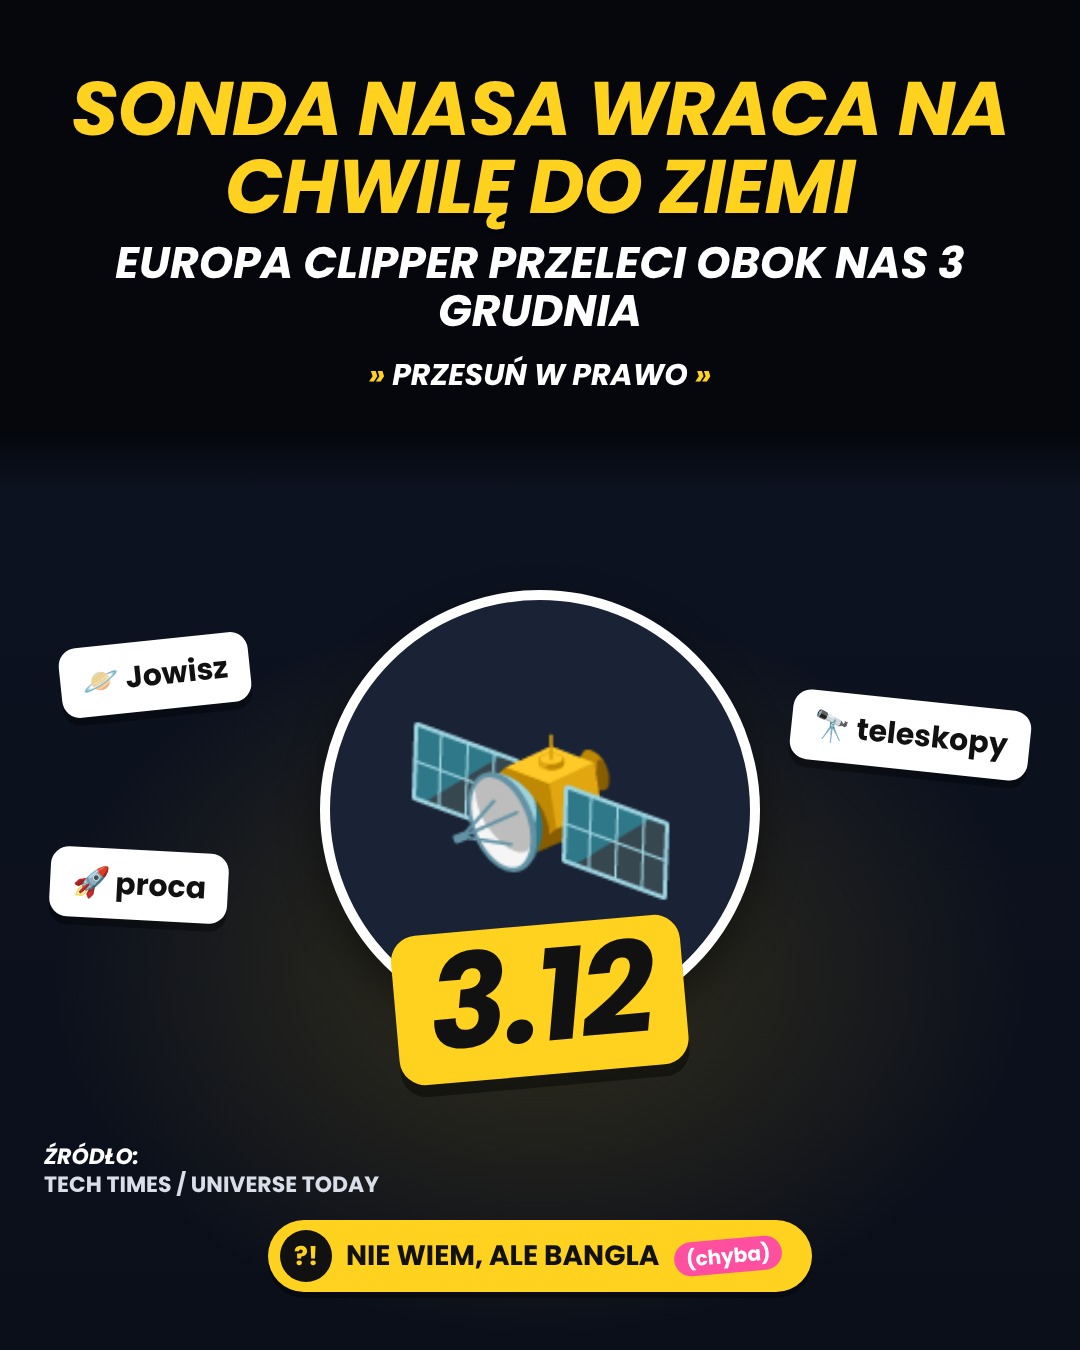 SONDA NASA WRACA NA
CHWILĘ DO ZIEMI
EUROPA CLIPPER PRZELECI OBOK NAS 3
GRUDNIA
» PRZESUŃ W PRAWO »
Jowisz
teleskopy
proca
3.12
ŹRÓDŁO:
TECH TIMES / UNIVERSE TODAY
?! NIE WIEM, ALE BANGLA (chyba)